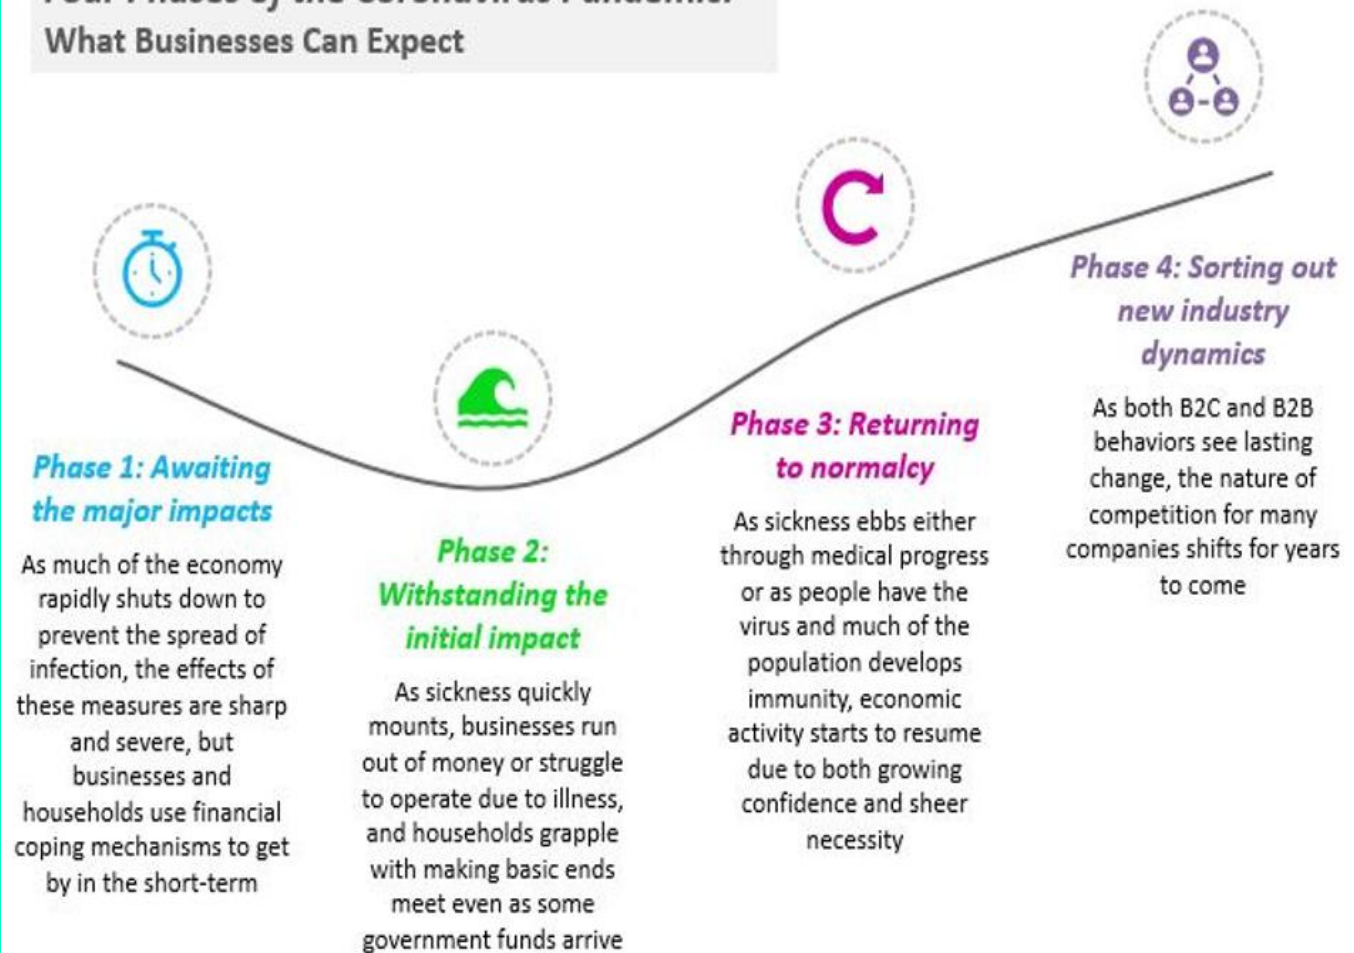 Four Phases of the Coronavirus Pandemic:
What Businesses Can Expect
Phase 1: Awaiting
the major impacts
As much of the economy
rapidly shuts down to
prevent the spread of
infection, the effects of
these measures are sharp
and severe, but
businesses and
households use financial
coping mechanisms to get
by in the short-term
Phase 2:
Withstanding the
initial impact
As sickness quickly
mounts, businesses run
out of money or struggle
to operate due to illness,
and households grapple
with making basic ends
meet even as some
government funds arrive
Phase 3: Returning
to normalcy
As sickness ebbs either
through medical progress
or as people have the
virus and much of the
population develops
immunity, economic
activity starts to resume
due to both growing
confidence and sheer
necessity
Phase 4: Sorting out
new industry
dynamics
As both B2C and B2B
behaviors see lasting
change, the nature of
competition for many
companies shifts for years
to come